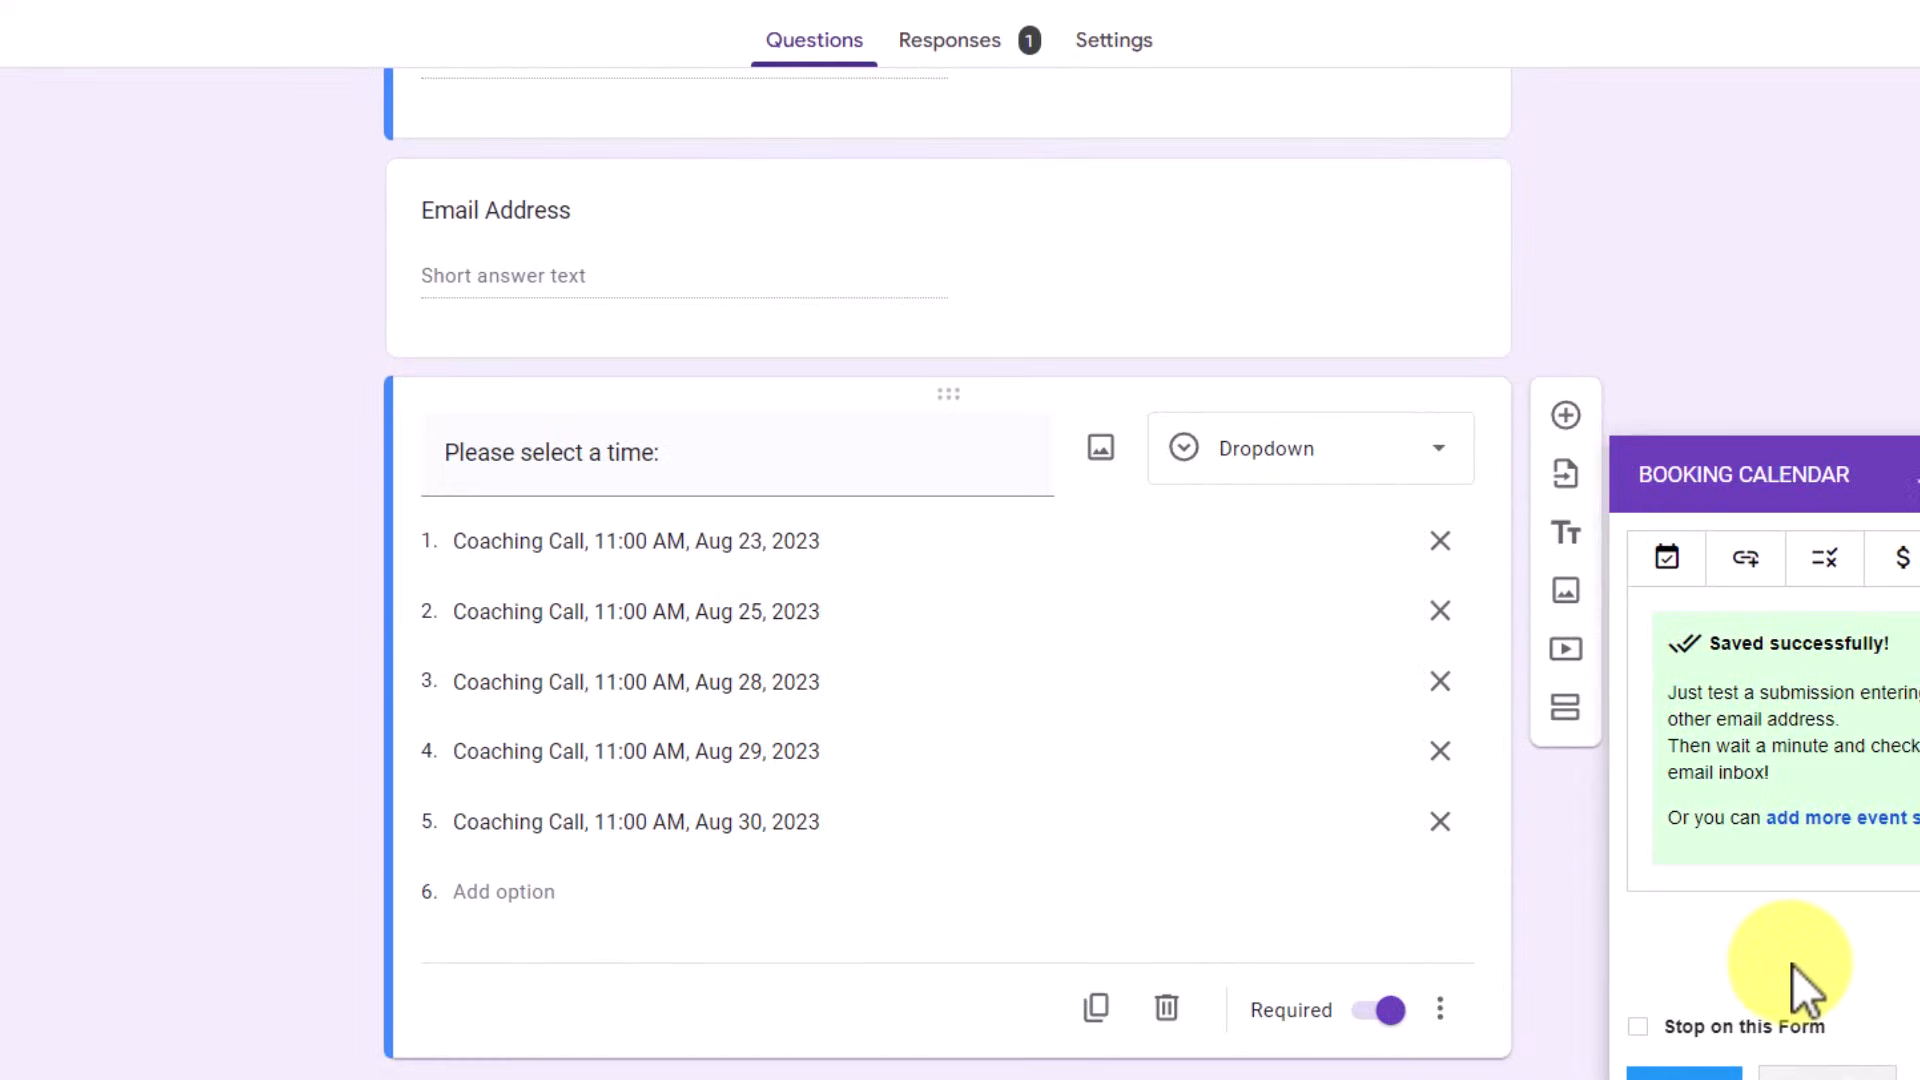 Questions
Responses 1
Settings
Email Address
Short answer text
Please select a time:
Dropdown
1. Coaching Call, 11:00 AM, Aug 23, 2023
2. Coaching Call, 11:00 AM, Aug 25, 2023
3. Coaching Call, 11:00 AM, Aug 28, 2023
4. Coaching Call, 11:00 AM, Aug 29, 2023
5. Coaching Call, 11:00 AM, Aug 30, 2023
6. Add option
Required
BOOKING CALENDAR
Saved successfully!
Just test a submission entering
other email address.
Then wait a minute and check
email inbox!
Or you can add more event s
Stop on this Form